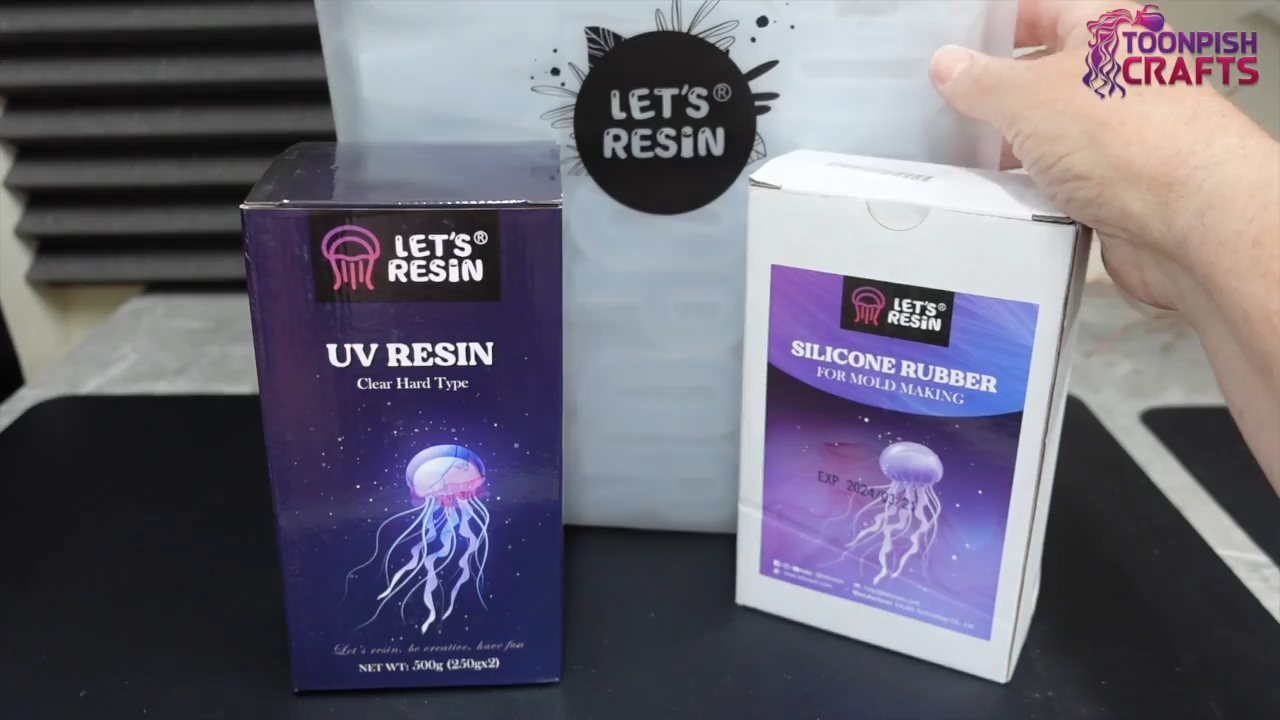 TOONPISH
CRAFTS
LET'S®
RESIN
LET'S®
RESIN
UV RESIN
Clear Hard Type
Let's resin, be creative, have fun
NET WT: 500g (250gx2)
LET'S®
RESIN
SILICONE RUBBER
FOR MOLD MAKING
EXP 2024/03/2